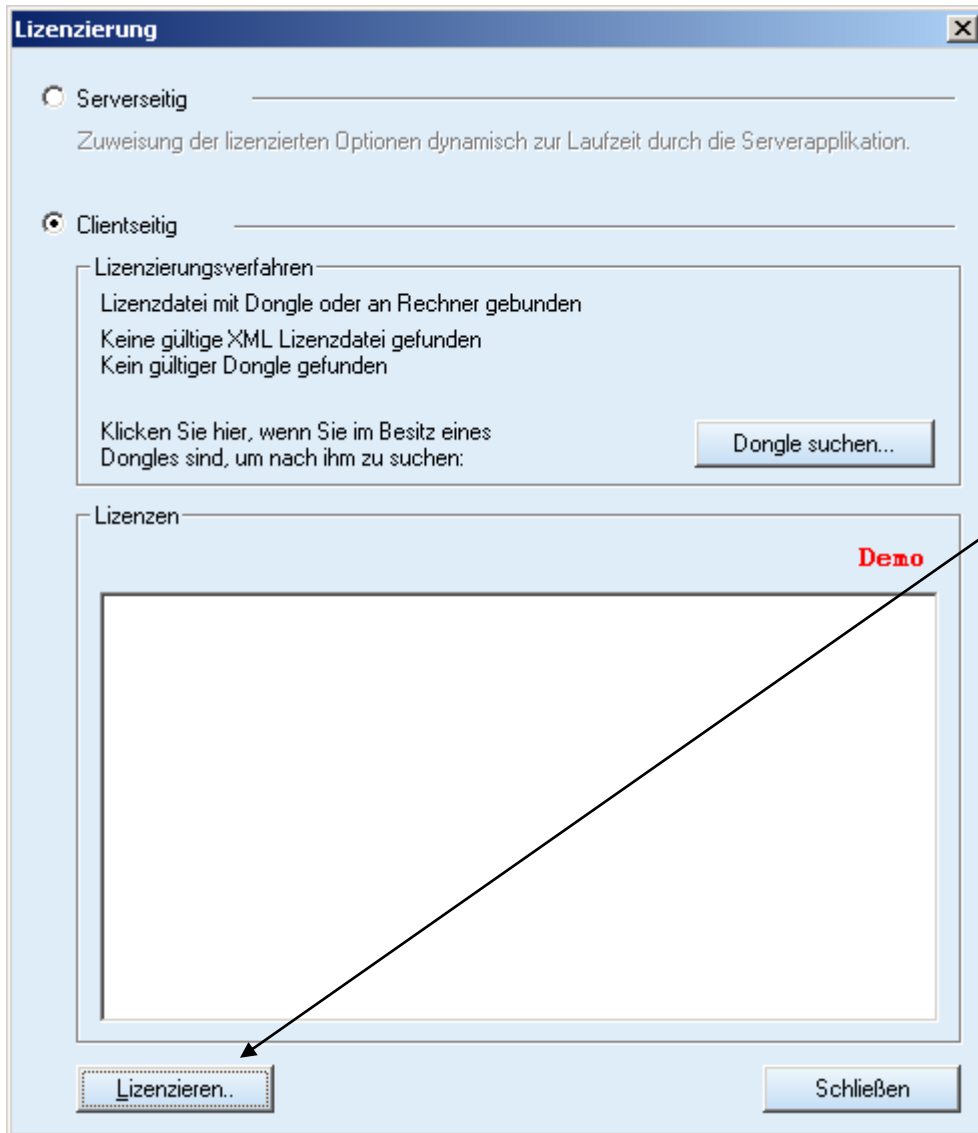 Lizenzierung
Serverseitig
Zuweisung der lizenzierten Optionen dynamisch zur Laufzeit durch die Serverapplikation.
Clientseitig
Lizenzierungsverfahren
Lizenzdatei mit Dongle oder an Rechner gebunden
Keine gültige XML Lizenzdatei gefunden
Kein gültiger Dongle gefunden
Klicken Sie hier, wenn Sie im Besitz eines
Dongles sind, um nach ihm zu suchen:
Dongle suchen...
Lizenzen
Demo
Lizenzieren..
Schließen